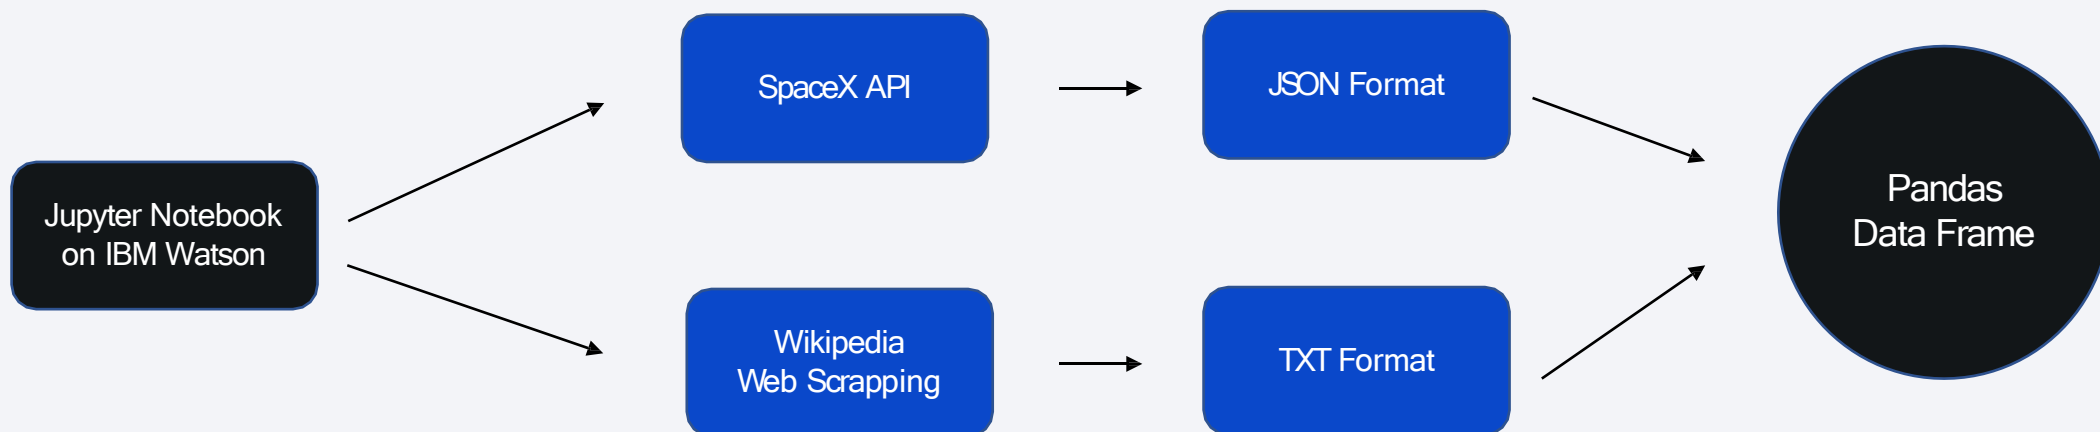 SpaceX API
JSON Format
Jupyter Notebook
on IBM Watson
Pandas
Data Frame
Wikipedia
Web Scrapping
TXT Format